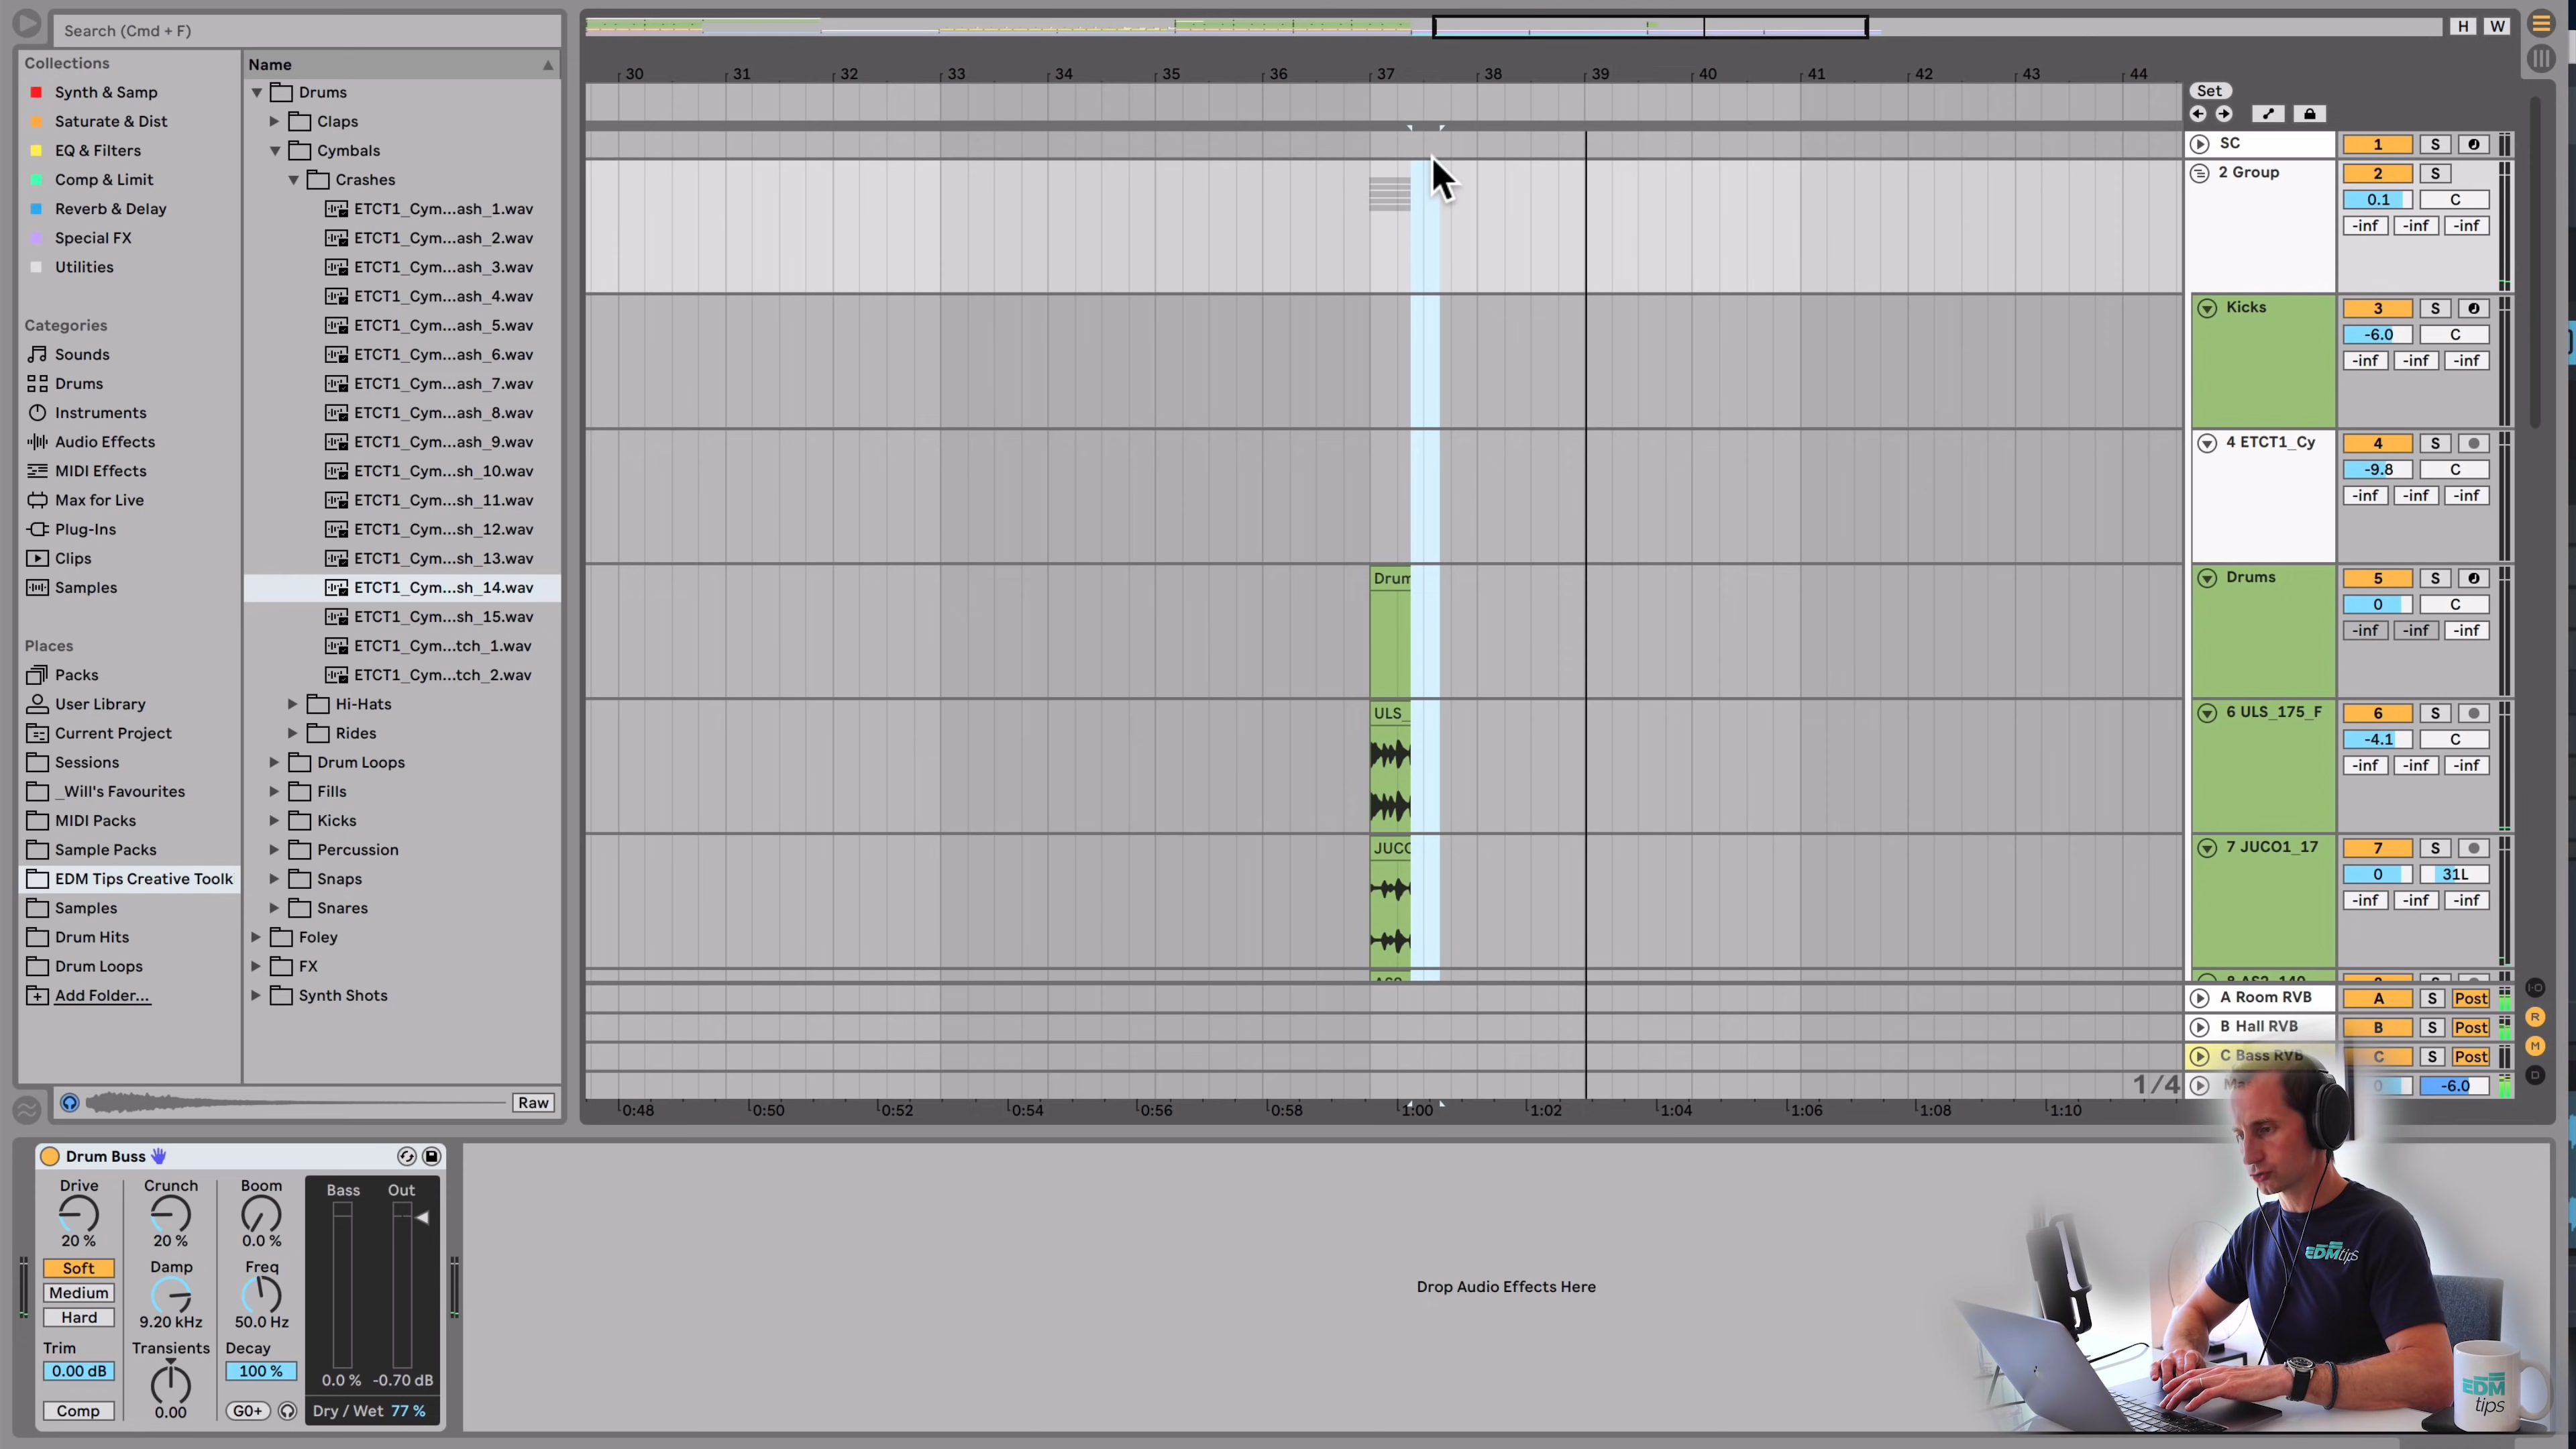 Search (Cmd + F)
H
W
Collections
Synth & Samp
Saturate & Dist
EQ & Filters
Comp & Limit
Reverb & Delay
Special FX
Utilities
Categories
Sounds
Drums
Instruments
Audio Effects
MIDI Effects
Max for Live
Plug-Ins
Clips
Samples
Places
Packs
User Library
Current Project
Sessions
_Will's Favourites
MIDI Packs
Sample Packs
EDM Tips Creative Toolk
Samples
Drum Hits
Drum Loops
Add Folder...
Name
Drums
Claps
Cymbals
Crashes
ETCT1_Cym...ash_1.wav
ETCT1_Cym...ash_2.wav
ETCT1_Cym...ash_3.wav
ETCT1_Cym...ash_4.wav
ETCT1_Cym...ash_5.wav
ETCT1_Cym...ash_6.wav
ETCT1_Cym...ash_7.wav
ETCT1_Cym...ash_8.wav
ETCT1_Cym...ash_9.wav
ETCT1_Cym...sh_10.wav
ETCT1_Cym...sh_11.wav
ETCT1_Cym...sh_12.wav
ETCT1_Cym...sh_13.wav
ETCT1_Cym...sh_14.wav
ETCT1_Cym...sh_15.wav
ETCT1_Cym...tch_1.wav
ETCT1_Cym...tch_2.wav
Hi-Hats
Rides
Drum Loops
Fills
Kicks
Percussion
Snaps
Snares
Foley
FX
Synth Shots
Raw
30 31 32 33 34 35 36 37 38 39 40 41 42 43 44
Drum
ULS_
JUCO
0:48 0:50 0:52 0:54 0:56 0:58 1:00 1:02 1:04 1:06 1:08 1:10
1/4
Set
SC 1 S
2 Group 2 S
0.1 C
-inf -inf -inf
Kicks 3 S
-6.0 C
-inf -inf -inf
4 ETCT1_Cy 4 S
-9.8 C
-inf -inf -inf
Drums 5 S
0 C
-inf -inf -inf
6 ULS_175_F 6 S
-4.1 C
-inf -inf -inf
7 JUCO1_17 7 S
0 31L
-inf -inf -inf
A Room RVB A S Post
B Hall RVB B S Post
C Bass RVB C S Post
0 -6.0
R
M
D
Drum Buss
Drive Crunch Boom
20 % 20 % 0.0 %
Soft Damp Freq
Medium
Hard 9.20 kHz 50.0 Hz
Trim Transients Decay
0.00 dB 100 %
Comp 0.00
Bass Out
0.0 % -0.70 dB
Dry / Wet 77 %
Drop Audio Effects Here
EDMtips
EDM
tips